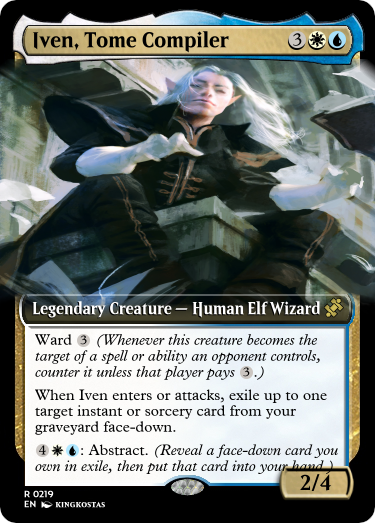 Iven, Tome Compiler 3
Legendary Creature — Human Elf Wizard
Ward 3 (Whenever this creature becomes the
target of a spell or ability an opponent controls,
counter it unless that player pays 3.)
When Iven enters or attacks, exile up to one
target instant or sorcery card from your
graveyard face-down.
4: Abstract. (Reveal a face-down card you
own in exile, then put that card into your hand.)
2/4
R 0219
EN KINGKOSTAS